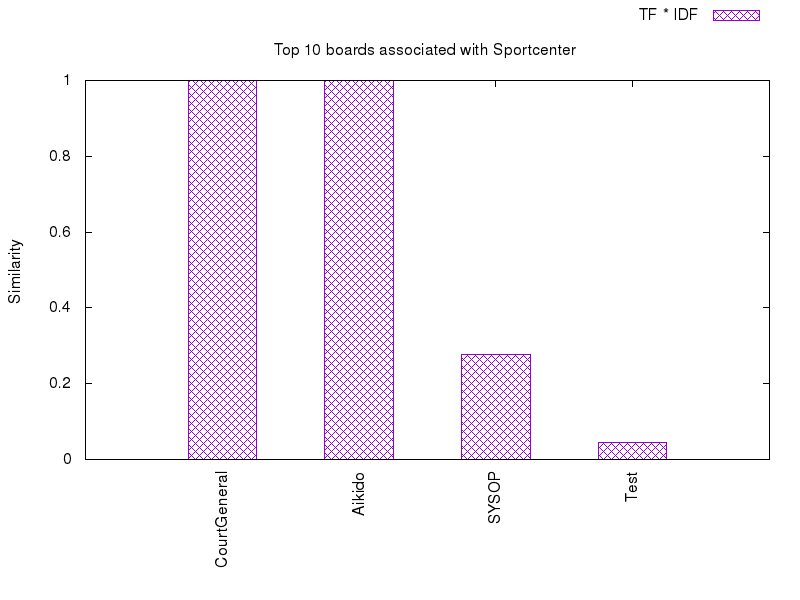 TF * IDF
Top 10 boards associated with Sportcenter
1
0.8
0.6
0.4
0.2
0
Similarity
CourtGeneral
Aikido
SYSOP
Test